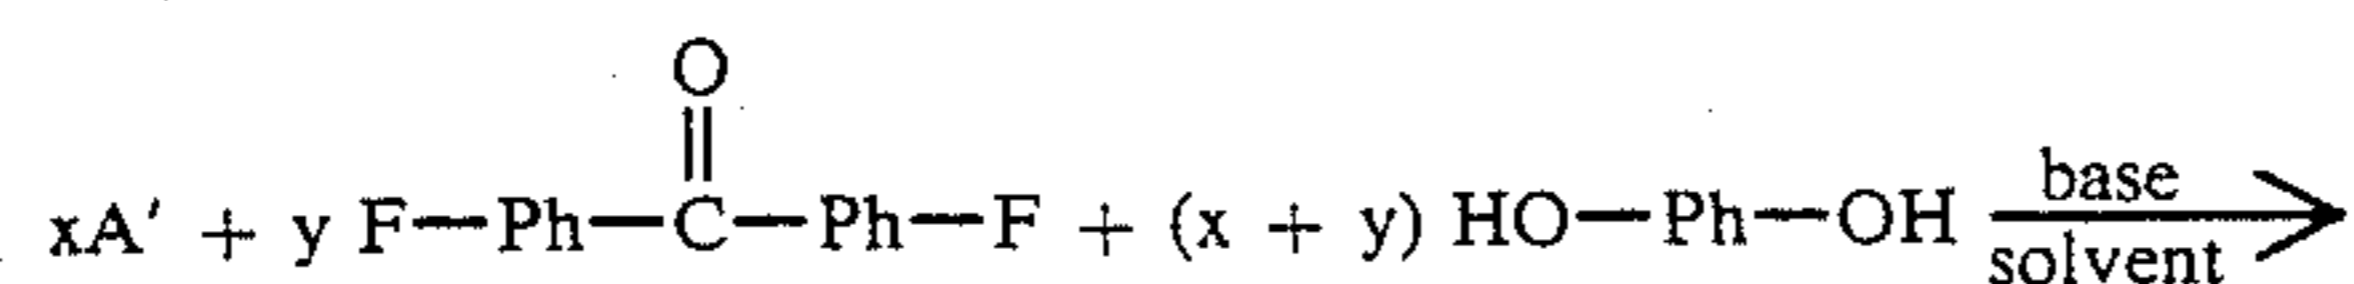 O
xA′ + y F—Ph—C—Ph—F + (x + y) HO—Ph—OH base
solvent